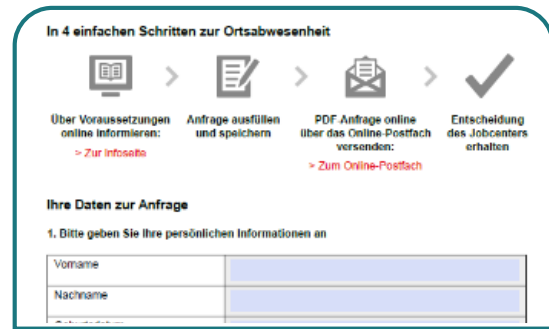 In 4 einfachen Schritten zur Ortsabwesenheit
Über Voraussetzungen
online informieren:
> Zur Infoseite
Anfrage ausfüllen
und speichern
PDF-Anfrage online
über das Online-Postfach
versenden:
> Zum Online-Postfach
Entscheidung
des Jobcenters
erhalten
Ihre Daten zur Anfrage
1. Bitte geben Sie Ihre persönlichen Informationen an
Vorname
Nachname